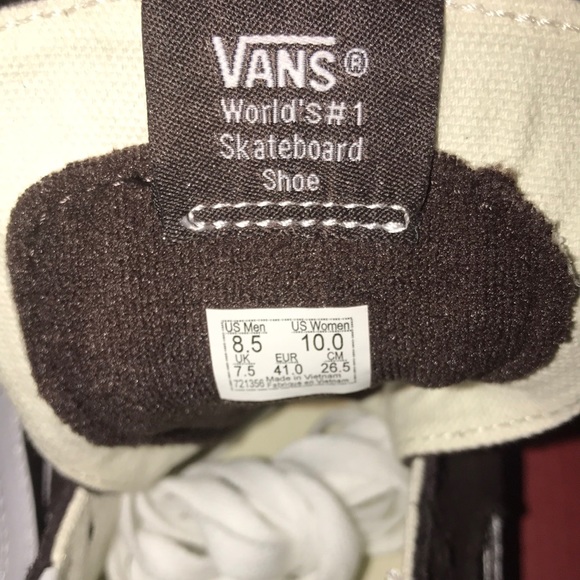 VANS®
World's #1
Skateboard
Shoe
US Men US Women
8.5 10.0
UK EUR CM
7.5 41.0 26.5
721356 Made in Vietnam
Fabriqué en Vietnam